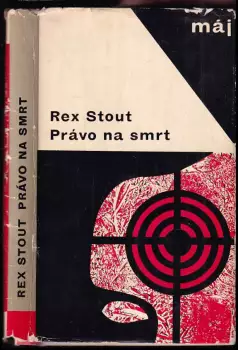 máj
Rex Stout
Právo na smrt
REX STOUT PRÁVO NA SMRT